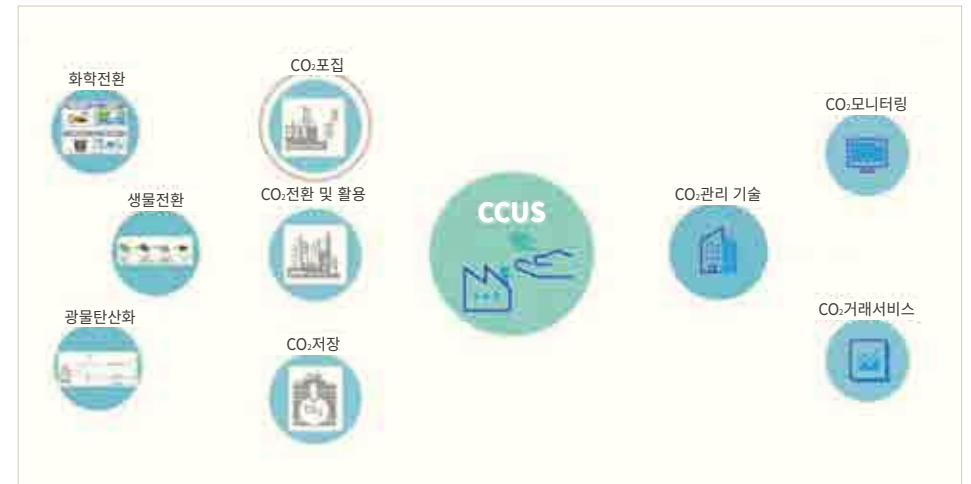 화학전환
CO₂포집
CO₂모니터링
생물전환
CO₂전환 및 활용
CCUS
CO₂관리 기술
광물탄산화
CO₂저장
CO₂
CO₂거래서비스